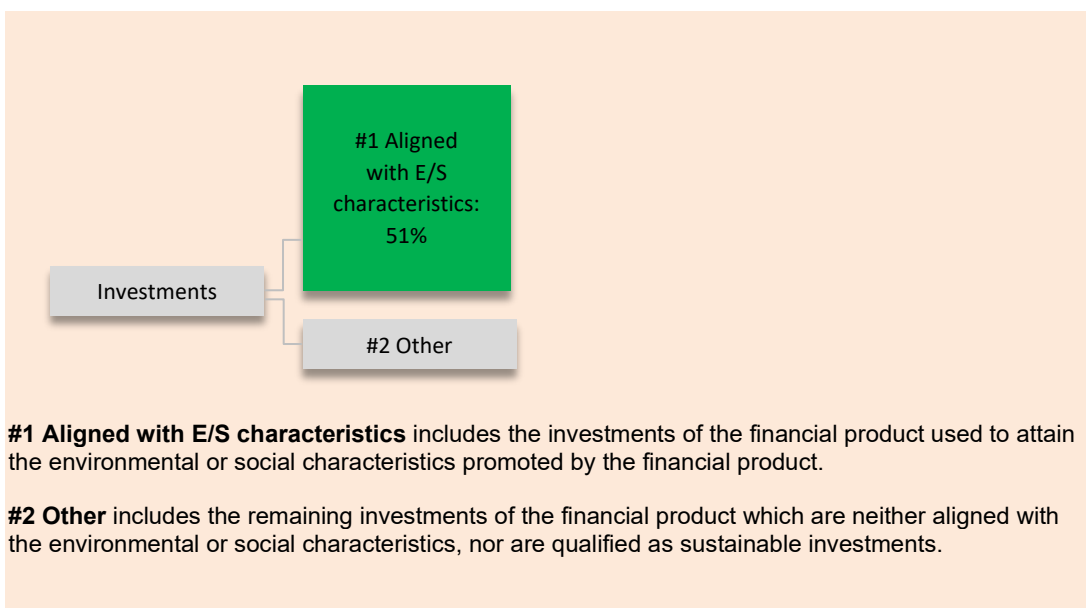 #1 Aligned
with E/S
characteristics:
51%
Investments
#2 Other
#1 Aligned with E/S characteristics includes the investments of the financial product used to attain
the environmental or social characteristics promoted by the financial product.
#2 Other includes the remaining investments of the financial product which are neither aligned with
the environmental or social characteristics, nor are qualified as sustainable investments.